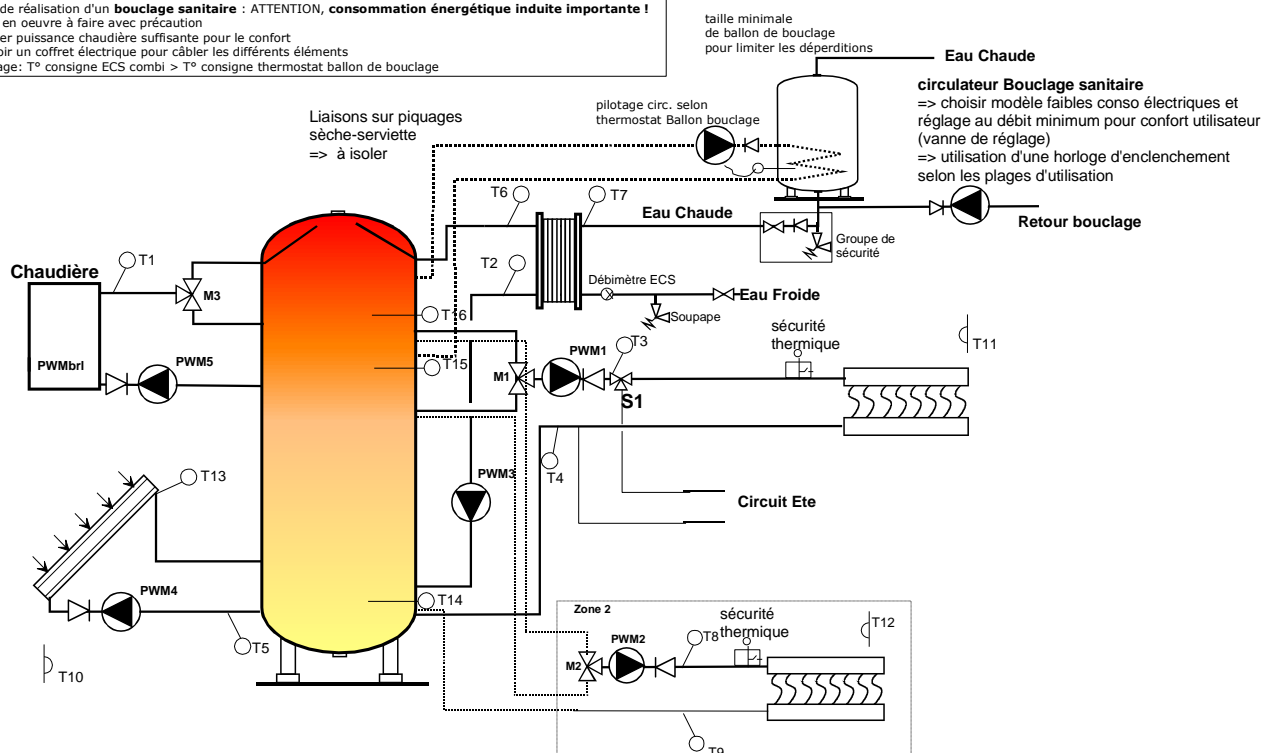 de réalisation d'un bouclage sanitaire : ATTENTION, consommation énergétique induite importante !
en oeuvre à faire avec précaution
er puissance chaudière suffisante pour le confort
oir un coffret électrique pour câbler les différents éléments
age: T° consigne ECS combi > T° consigne thermostat ballon de bouclage
taille minimale
de ballon de bouclage
pour limiter les déperditions
Eau Chaude
circulateur Bouclage sanitaire
=> choisir modèle faibles conso électriques et
réglage au débit minimum pour confort utilisateur
(vanne de réglage)
=> utilisation d'une horloge d'enclenchement
selon les plages d'utilisation
pilotage circ. selon
thermostat Ballon bouclage
Liaisons sur piquages
sèche-serviette
=> à isoler
T6
T7
Eau Chaude
Retour bouclage
Groupe de
sécurité
T1
T2
Chaudière
M3
Débimètre ECS
Eau Froide
T16
Soupape
sécurité
thermique
T3
T11
PWM1
PWMbrl
PWM5
T15
M1
S1
T13
PWM3
T4
Circuit Ete
PWM4
T14
T5
T10
Zone 2
sécurité
thermique
T12
PWM2
T8
M2
T9